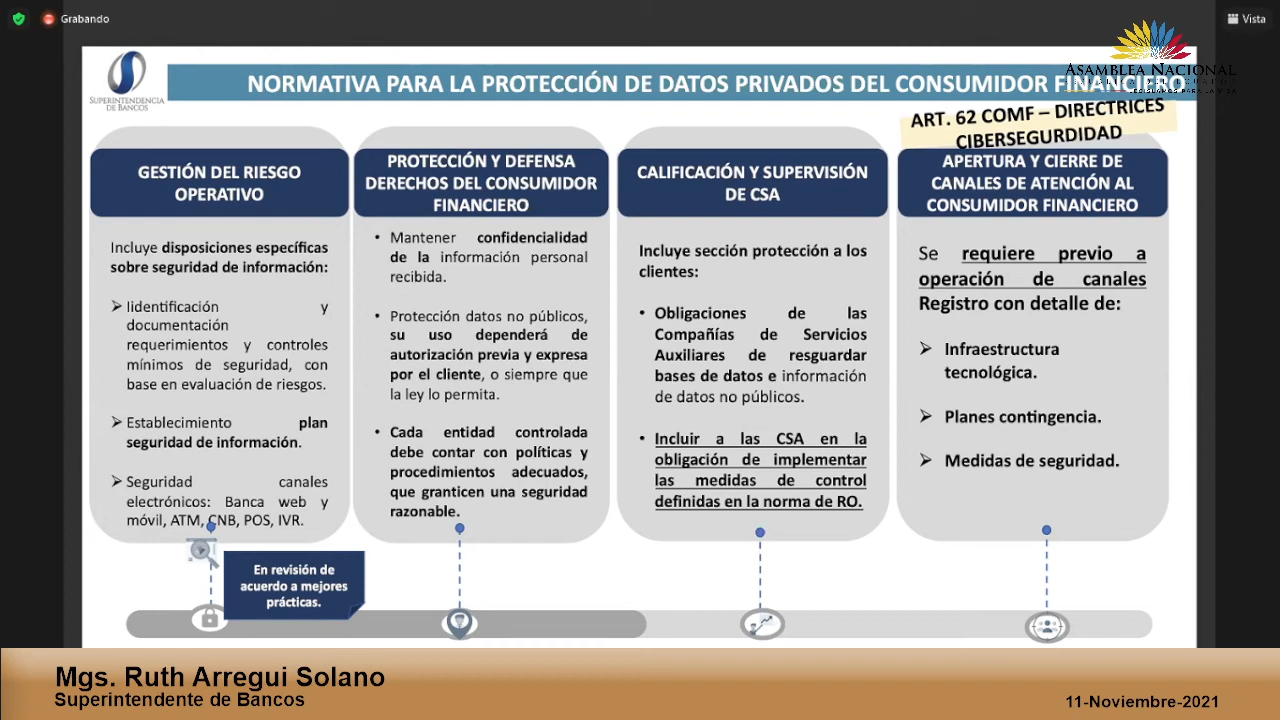 Grabando
Vista
SUPERINTENDENCIA
DE BANCOS
NORMATIVA PARA LA PROTECCIÓN DE DATOS PRIVADOS DEL CONSUMIDOR
ASAMBLEA NACIONAL
ART. 62 COMF – DIRECTRICES
CIBERSEGURDIDAD
GESTIÓN DEL RIESGO
OPERATIVO
Incluye disposiciones específicas
sobre seguridad de información:
Iidentificación y
documentación
requerimientos y controles
mínimos de seguridad, con
base en evaluación de riesgos.
Establecimiento plan
seguridad de información.
Seguridad canales
electrónicos: Banca web y
móvil, ATM, CNB, POS, IVR.
En revisión de
acuerdo a mejores
prácticas.
PROTECCIÓN Y DEFENSA
DERECHOS DEL CONSUMIDOR
FINANCIERO
• Mantener confidencialidad
de la información personal
recibida.
• Protección datos no públicos,
su uso dependerá de
autorización previa y expresa
por el cliente, o siempre que
la ley lo permita.
• Cada entidad controlada
debe contar con políticas y
procedimientos adecuados,
que granticen una seguridad
razonable.
CALIFICACIÓN Y SUPERVISIÓN
DE CSA
Incluye sección protección a los
clientes:
• Obligaciones de las
Compañías de Servicios
Auxiliares de resguardar
bases de datos e información
de datos no públicos.
• Incluir a las CSA en la
obligación de implementar
las medidas de control
definidas en la norma de RO.
APERTURA Y CIERRE DE
CANALES DE ATENCIÓN AL
CONSUMIDOR FINANCIERO
Se requiere previo a
operación de canales
Registro con detalle de:
Infraestructura
tecnológica.
Planes contingencia.
Medidas de seguridad.
Mgs. Ruth Arregui Solano
Superintendente de Bancos
11-Noviembre-2021